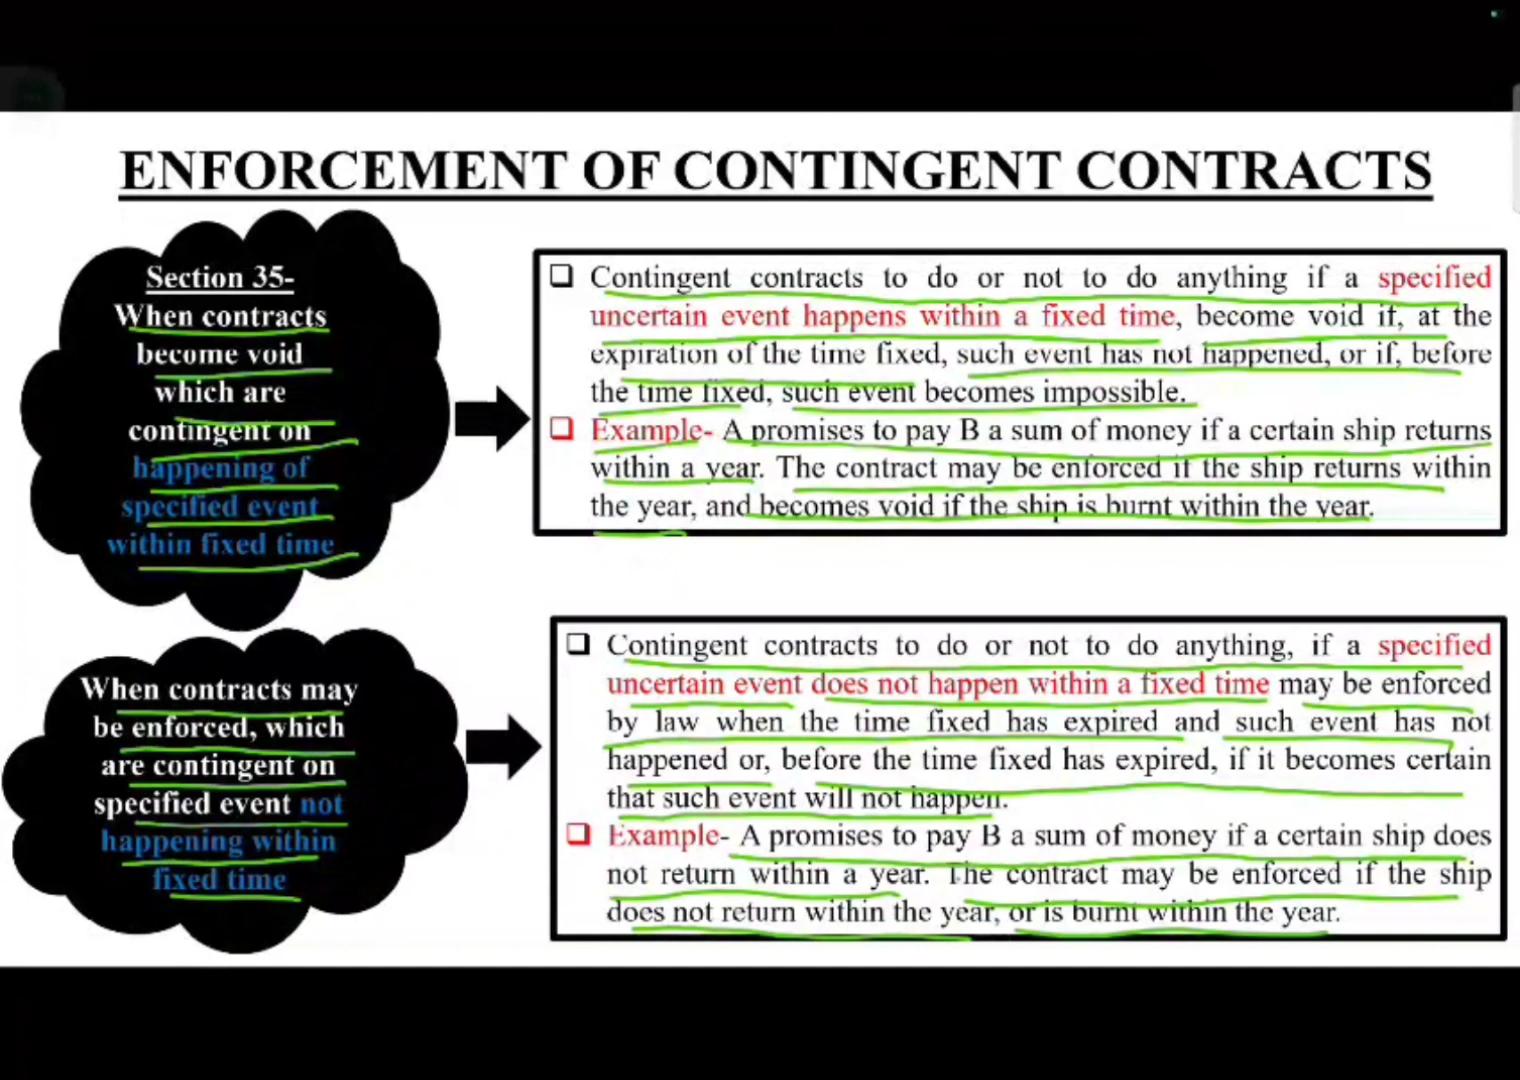 ENFORCEMENT OF CONTINGENT CONTRACTS
Section 35-
When contracts
become void
which are
contingent on
happening of
specified event
within fixed time
❑ Contingent contracts to do or not to do anything if a specified
uncertain event happens within a fixed time, become void if, at the
expiration of the time fixed, such event has not happened, or if, before
the time fixed, such event becomes impossible.
❑ Example- A promises to pay B a sum of money if a certain ship returns
within a year. The contract may be enforced if the ship returns within
the year, and becomes void if the ship is burnt within the year.
When contracts may
be enforced, which
are contingent on
specified event not
happening within
fixed time
❑ Contingent contracts to do or not to do anything, if a specified
uncertain event does not happen within a fixed time may be enforced
by law when the time fixed has expired and such event has not
happened or, before the time fixed has expired, if it becomes certain
that such event will not happen.
❑ Example- A promises to pay B a sum of money if a certain ship does
not return within a year. The contract may be enforced if the ship
does not return within the year, or is burnt within the year.